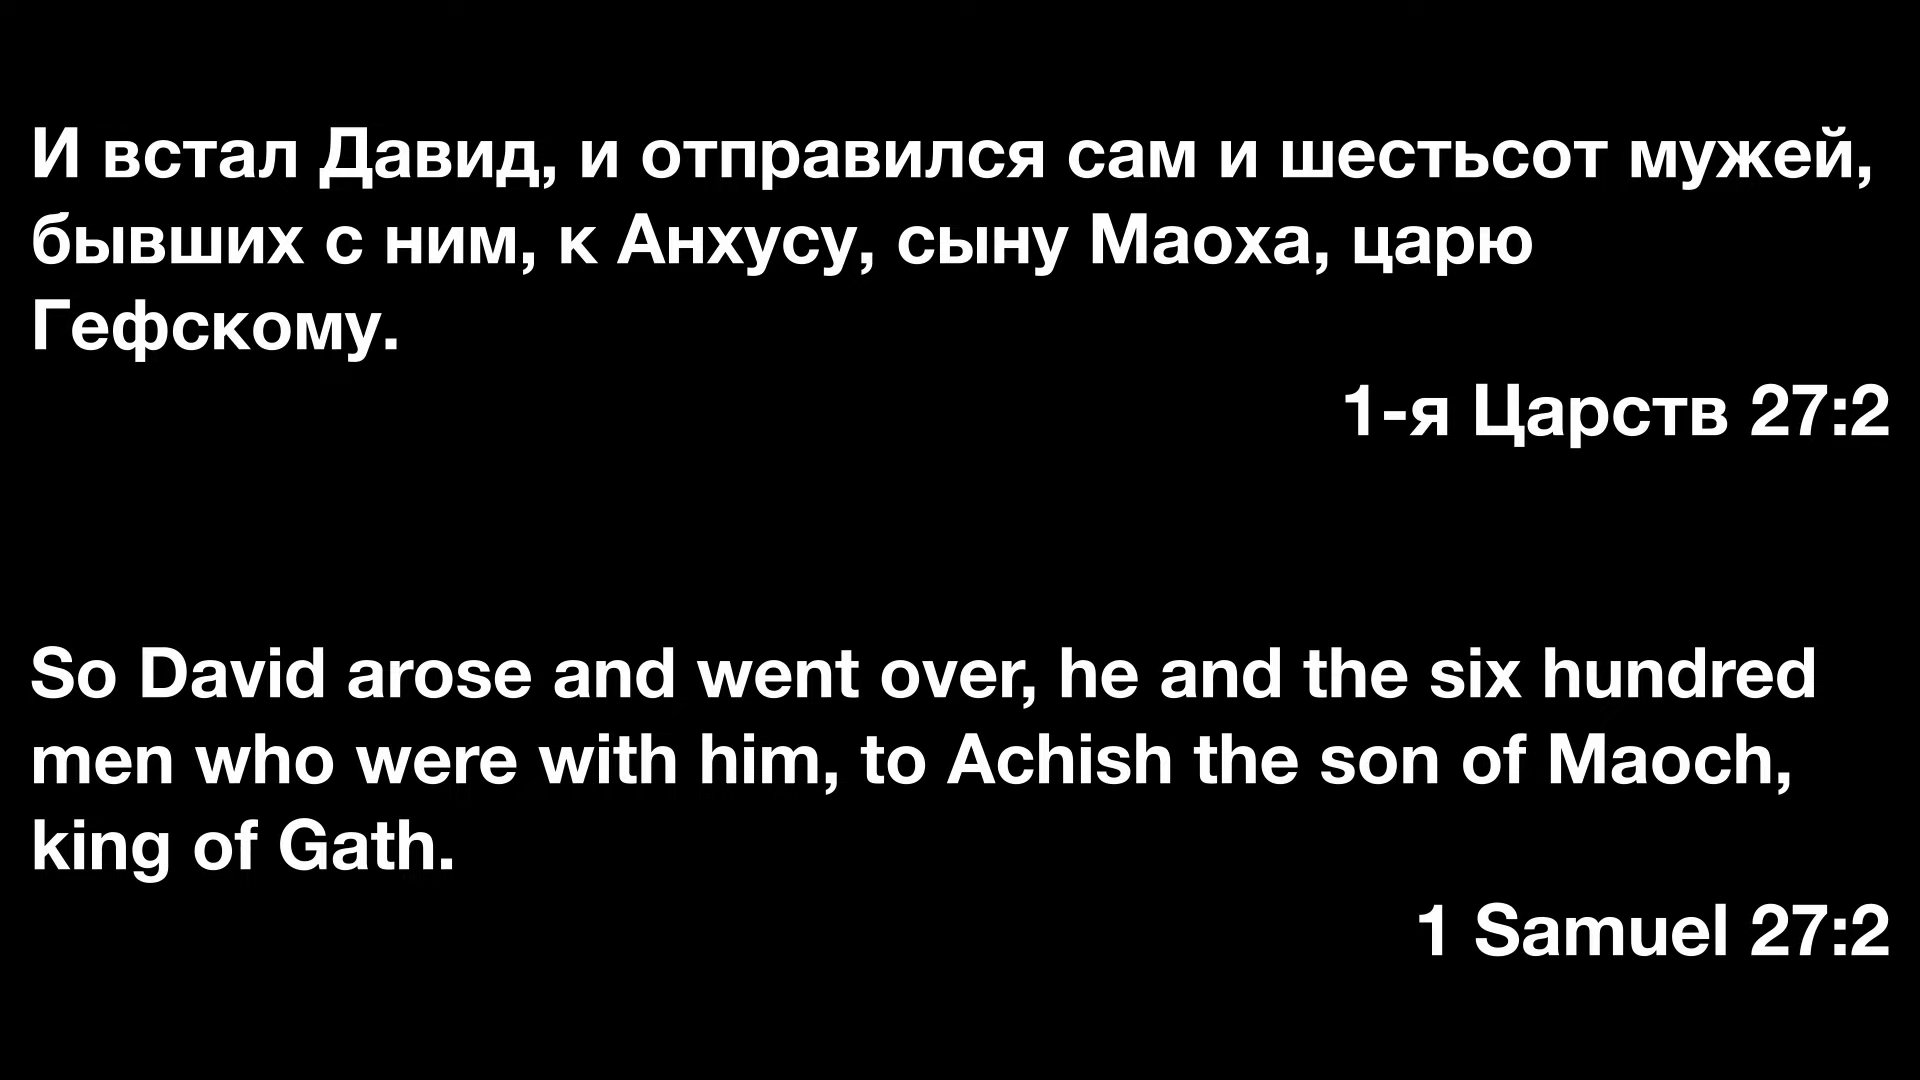 И встал Давид, и отправился сам и шестьсот мужей,
бывших с ним, к Анхусу, сыну Маоха, царю
Гефскому.
1-я Царств 27:2
So David arose and went over, he and the six hundred
men who were with him, to Achish the son of Maoch,
king of Gath.
1 Samuel 27:2